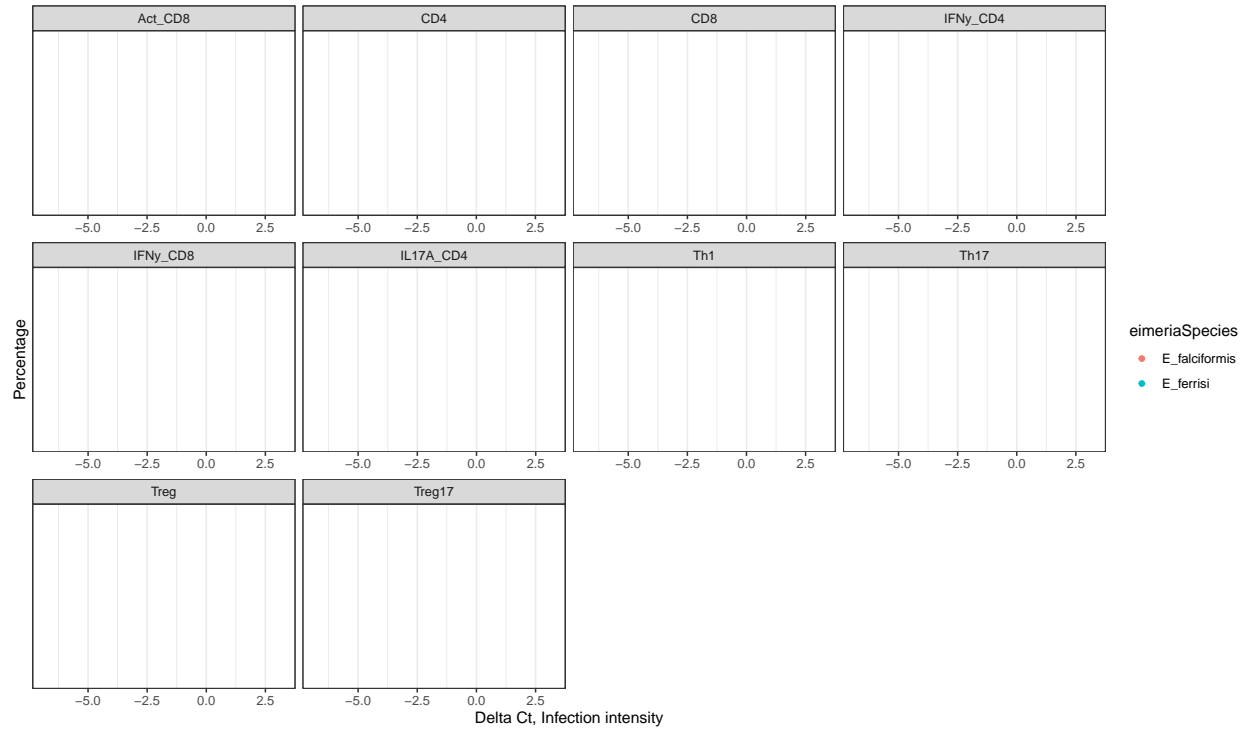 Act_CD8 CD4 CD8 IFNy_CD4
−5.0 −2.5 0.0 2.5 −5.0 −2.5 0.0 2.5 −5.0 −2.5 0.0 2.5 −5.0 −2.5 0.0 2.5
IFNy_CD8 IL17A_CD4 Th1 Th17
Percentage
−5.0 −2.5 0.0 2.5 −5.0 −2.5 0.0 2.5 −5.0 −2.5 0.0 2.5 −5.0 −2.5 0.0 2.5
Treg Treg17
−5.0 −2.5 0.0 2.5 −5.0 −2.5 0.0 2.5
Delta Ct, Infection intensity
eimeriaSpecies
E_falciformis
E_ferrisi